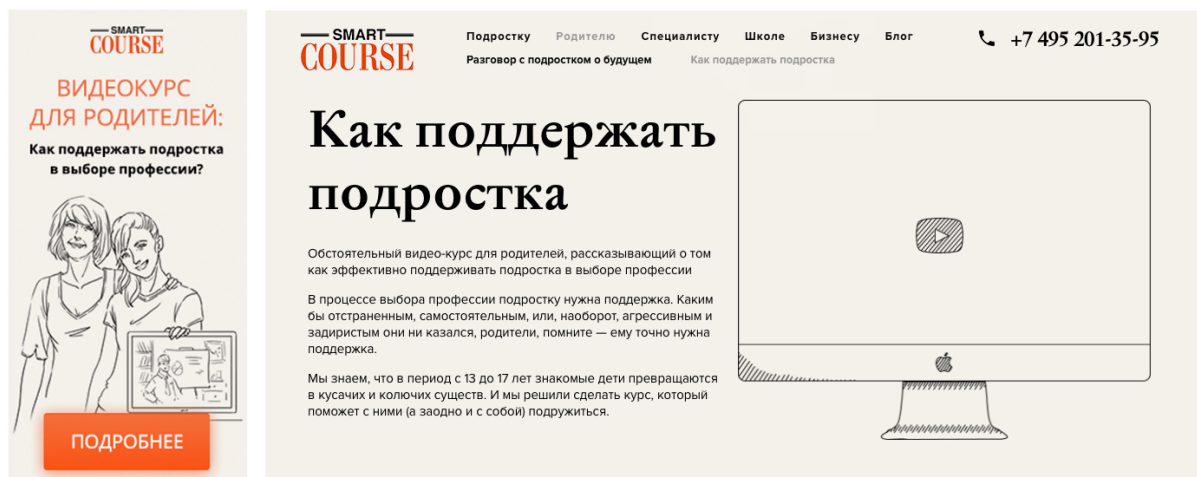 SMART
COURSE
ВИДЕОКУРС
ДЛЯ РОДИТЕЛЕЙ:
Как поддержать подростка
в выборе профессии?
ПОДРОБНЕЕ
SMART
COURSE
Подростку Родителю Специалисту Школе Бизнесу Блог
+7 495 201-35-95
Разговор с подростком о будущем Как поддержать подростка
Как поддержать
подростка
Обстоятельный видео-курс для родителей, рассказывающий о том
как эффективно поддерживать подростка в выборе профессии
В процессе выбора профессии подростку нужна поддержка. Каким
бы отстраненным, самостоятельным, или, наоборот, агрессивным и
задиристым они ни казался, родители, помните — ему точно нужна
поддержка.
Мы знаем, что в период с 13 до 17 лет знакомые дети превращаются
в кусачих и колючих существ. И мы решили сделать курс, который
поможет с ними (а заодно и с собой) подружиться.